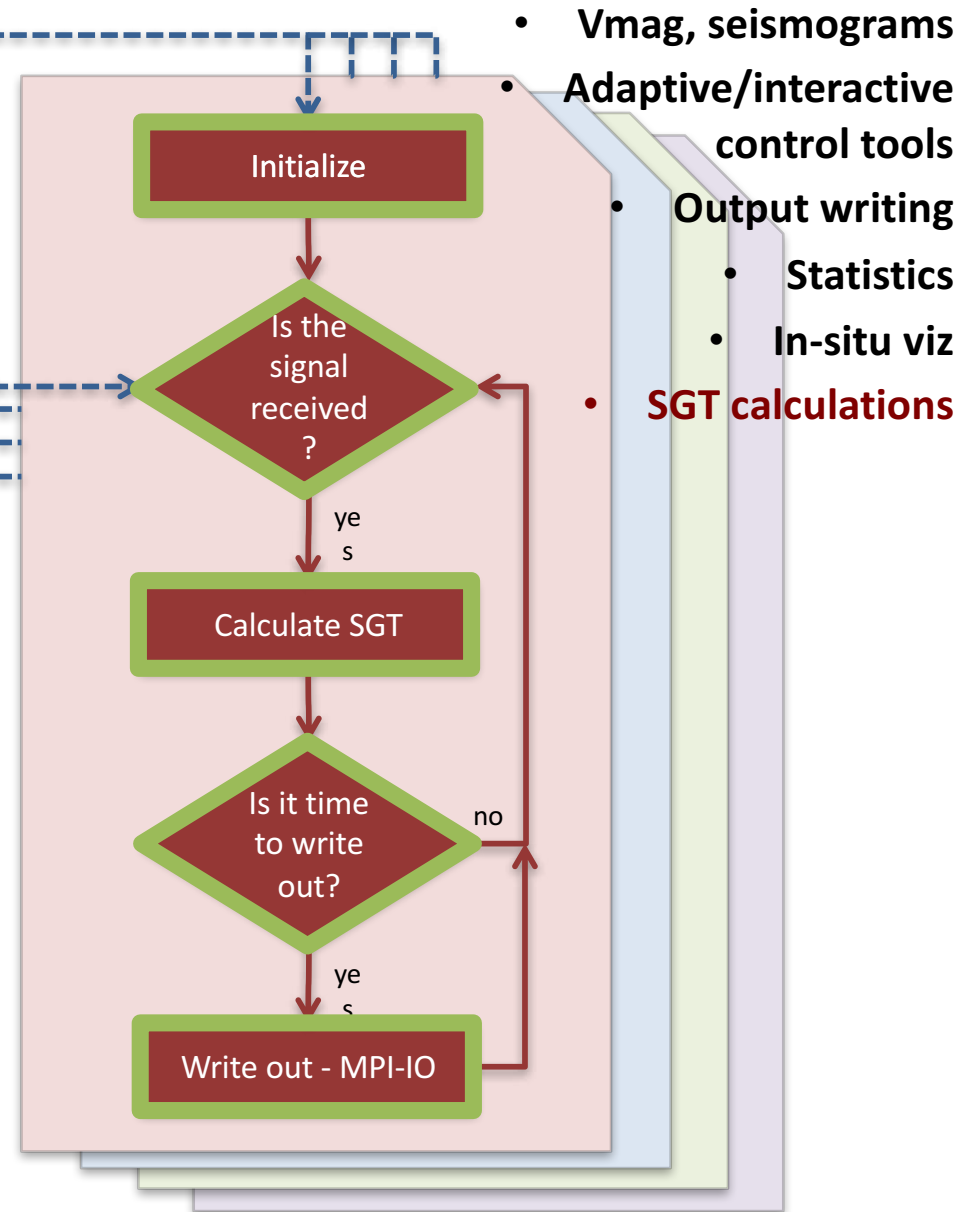 • Vmag, seismograms
• Adaptive/interactive
control tools
• Output writing
• Statistics
• In-situ viz
• SGT calculations
Initialize
Is the
signal
received
?
ye
s
Calculate SGT
Is it time
to write
out?
no
ye
s
Write out - MPI-IO